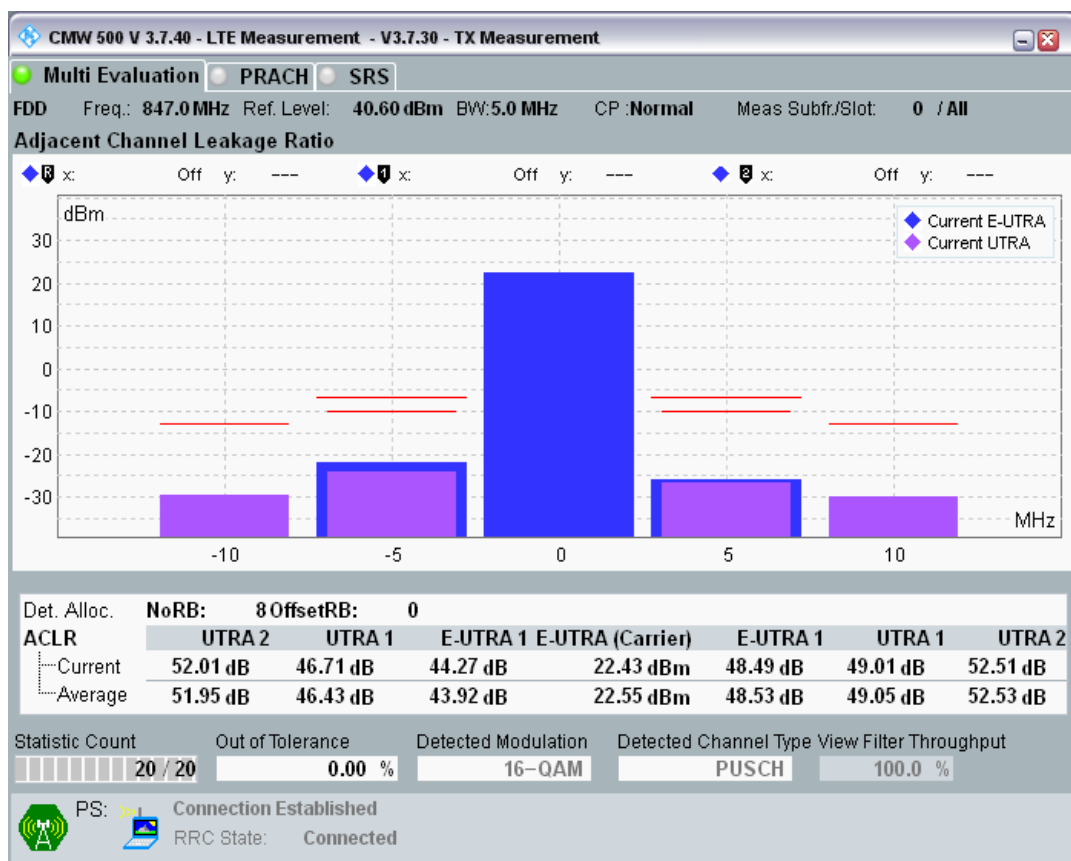 CMW 500 V 3.7.40 - LTE Measurement - V3.7.30 - TX Measurement
Multi Evaluation PRACH SRS
FDD Freq.: 847.0 MHz Ref. Level: 40.60 dBm BW:5.0 MHz CP :Normal Meas Subfr./Slot: 0 / All
Adjacent Channel Leakage Ratio
R x: Off y: --- 1 x: Off y: --- 2 x: Off y: ---
dBm
Current E-UTRA
Current UTRA
30
20
10
0
-10
-20
-30
MHz
-10 -5 0 5 10
Det. Alloc. NoRB: 8 OffsetRB: 0
ACLR UTRA 2 UTRA 1 E-UTRA 1 E-UTRA (Carrier) E-UTRA 1 UTRA 1 UTRA 2
Current 52.01 dB 46.71 dB 44.27 dB 22.43 dBm 48.49 dB 49.01 dB 52.51 dB
Average 51.95 dB 46.43 dB 43.92 dB 22.55 dBm 48.53 dB 49.05 dB 52.53 dB
Statistic Count Out of Tolerance Detected Modulation Detected Channel Type View Filter Throughput
20 / 20 0.00 % 16-QAM PUSCH 100.0 %
PS: Connection Established
RRC State: Connected